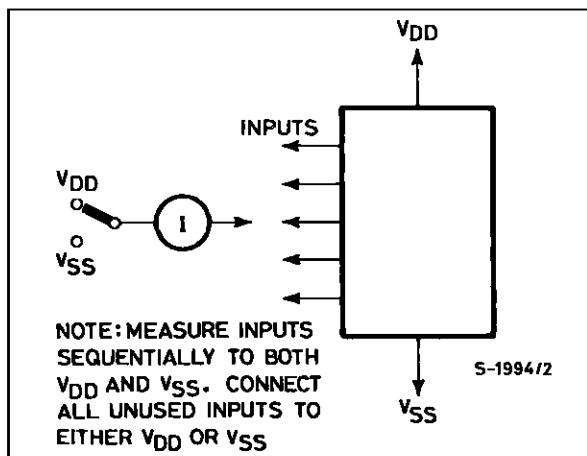 VDD
INPUTS
VDD
I
VSS
NOTE: MEASURE INPUTS
SEQUENTIALLY TO BOTH
VDD AND VSS. CONNECT
ALL UNUSED INPUTS TO
EITHER VDD OR VSS
S-1994/2
VSS